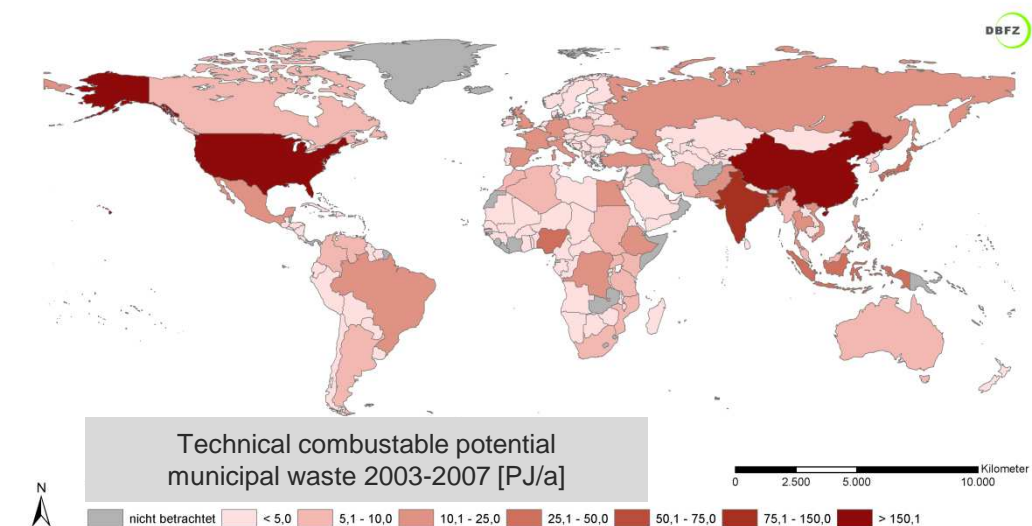 DBFZ
Technical combustable potential
municipal waste 2003-2007 [PJ/a]
Kilometer
0 2.500 5.000 10.000
N
nicht betrachtet < 5,0 5,1 - 10,0 10,1 - 25,0 25,1 - 50,0 50,1 - 75,0 75,1 - 150,0 > 150,1